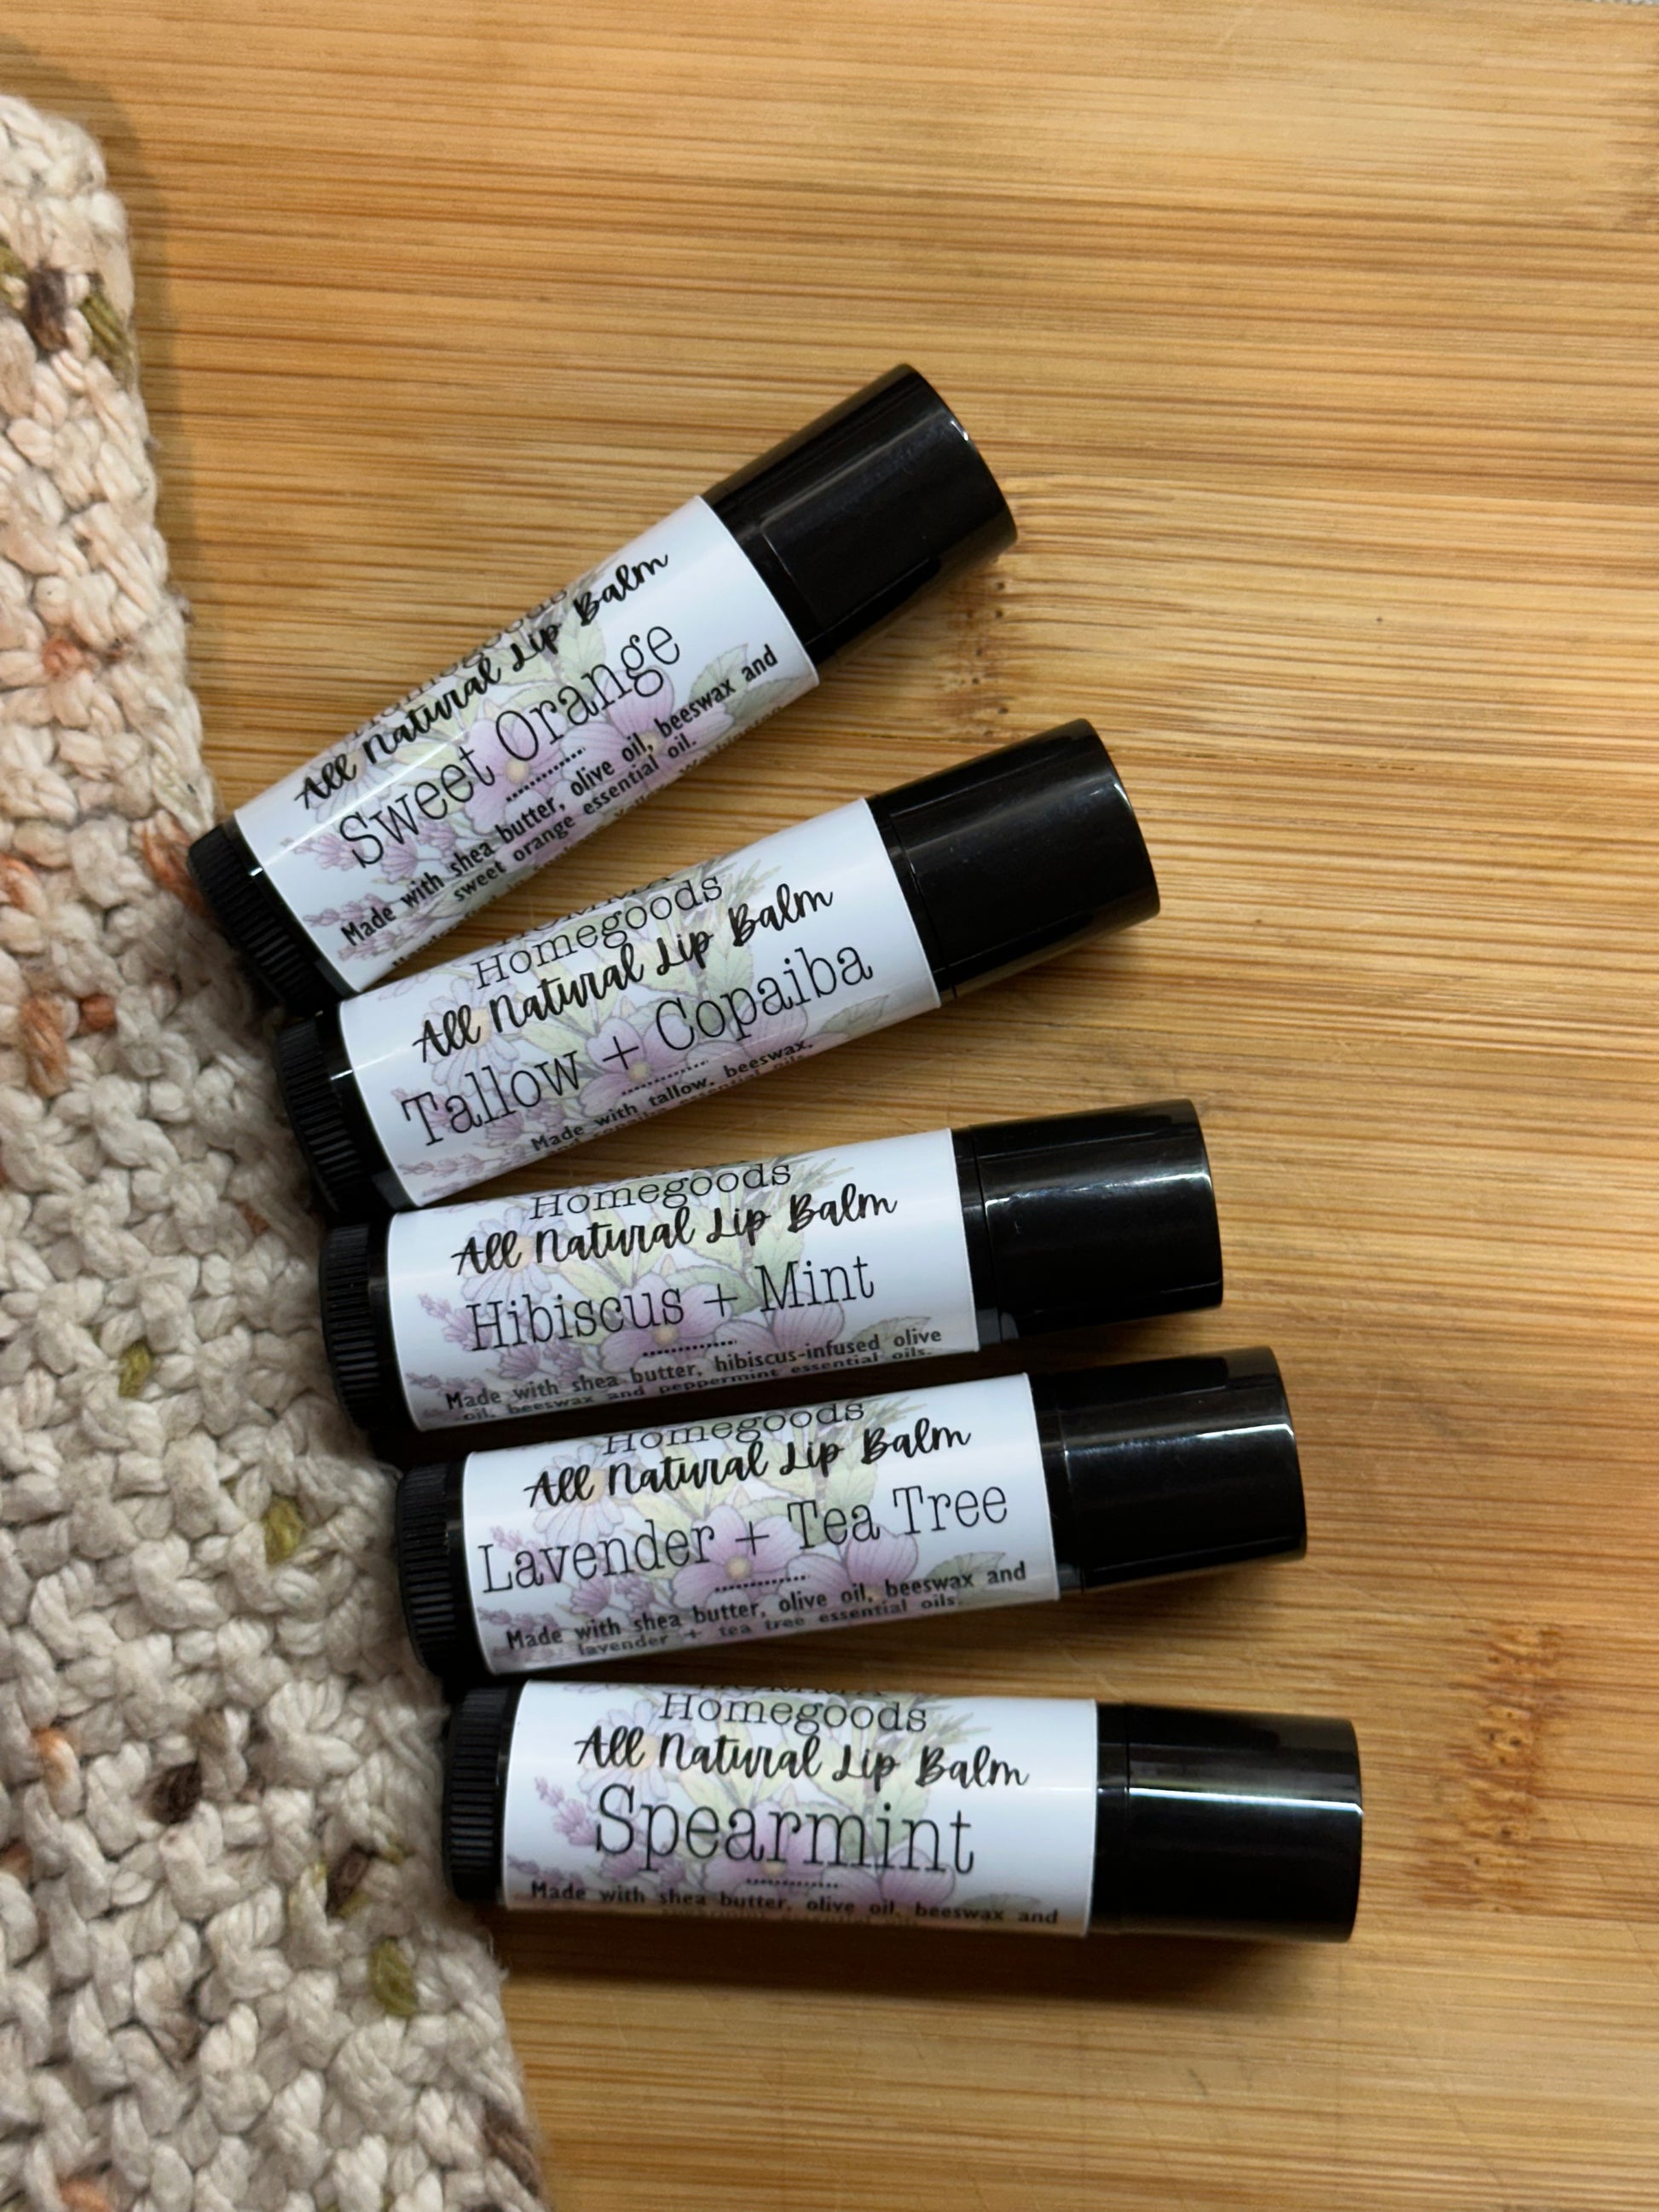 All Natural Lip Balm
Sweet Orange
Made with shea butter, olive oil, beeswax and
sweet orange essential oil.
Homegoods
All Natural Lip Balm
Tallow + Copaiba
Made with tallow, beeswax,
and copaiba essential oils.
Homegoods
All Natural Lip Balm
Hibiscus + Mint
Made with shea butter, hibiscus-infused olive
oil, beeswax and peppermint essential oils.
Homegoods
All Natural Lip Balm
Lavender + Tea Tree
Made with shea butter, olive oil, beeswax and
lavender + tea tree essential oils.
Homegoods
All Natural Lip Balm
Spearmint
Made with shea butter, olive oil, beeswax and